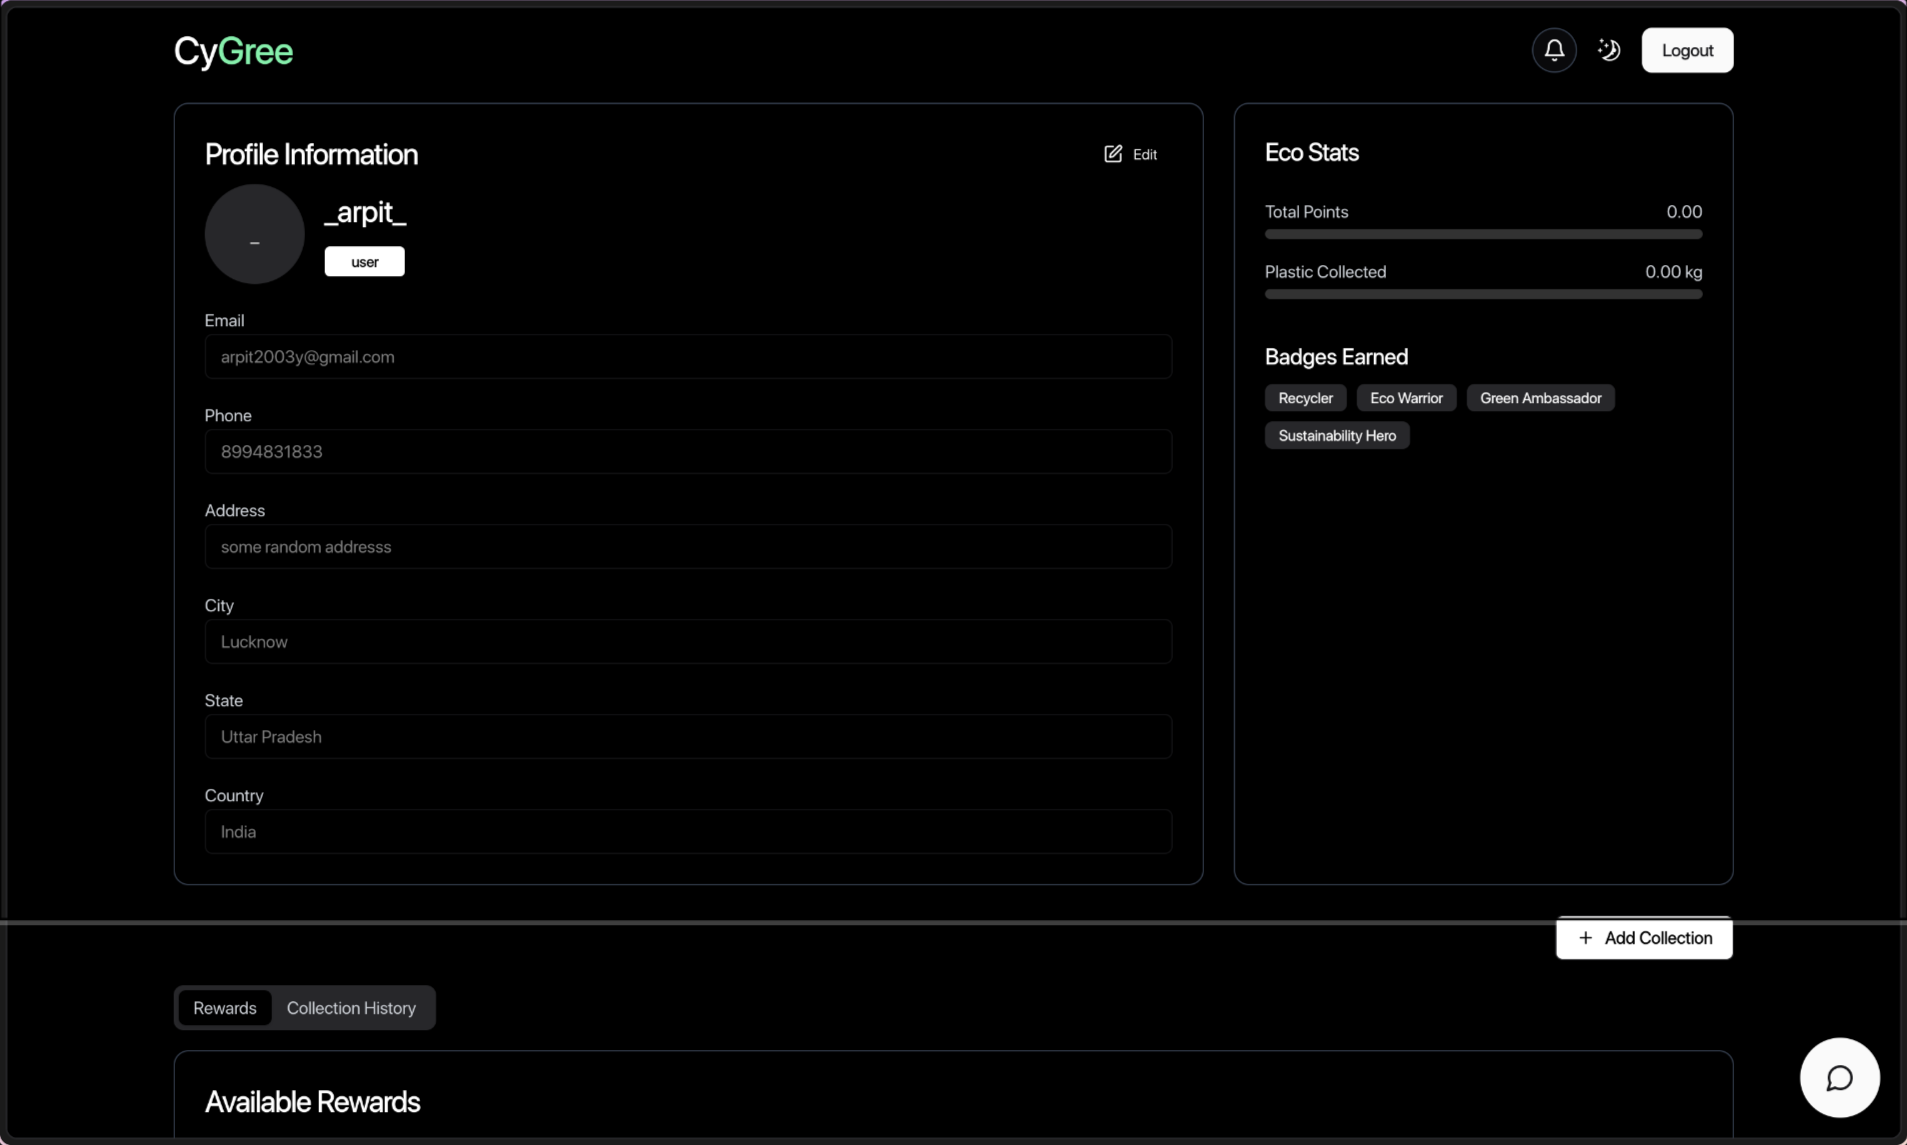 CyGree
Logout
Profile Information
Edit
_
_arpit_
user
Email
arpit2003y@gmail.com
Phone
8994831833
Address
some random addresss
City
Lucknow
State
Uttar Pradesh
Country
India
Eco Stats
Total Points 0.00
Plastic Collected 0.00 kg
Badges Earned
Recycler Eco Warrior Green Ambassador
Sustainability Hero
+ Add Collection
Rewards Collection History
Available Rewards